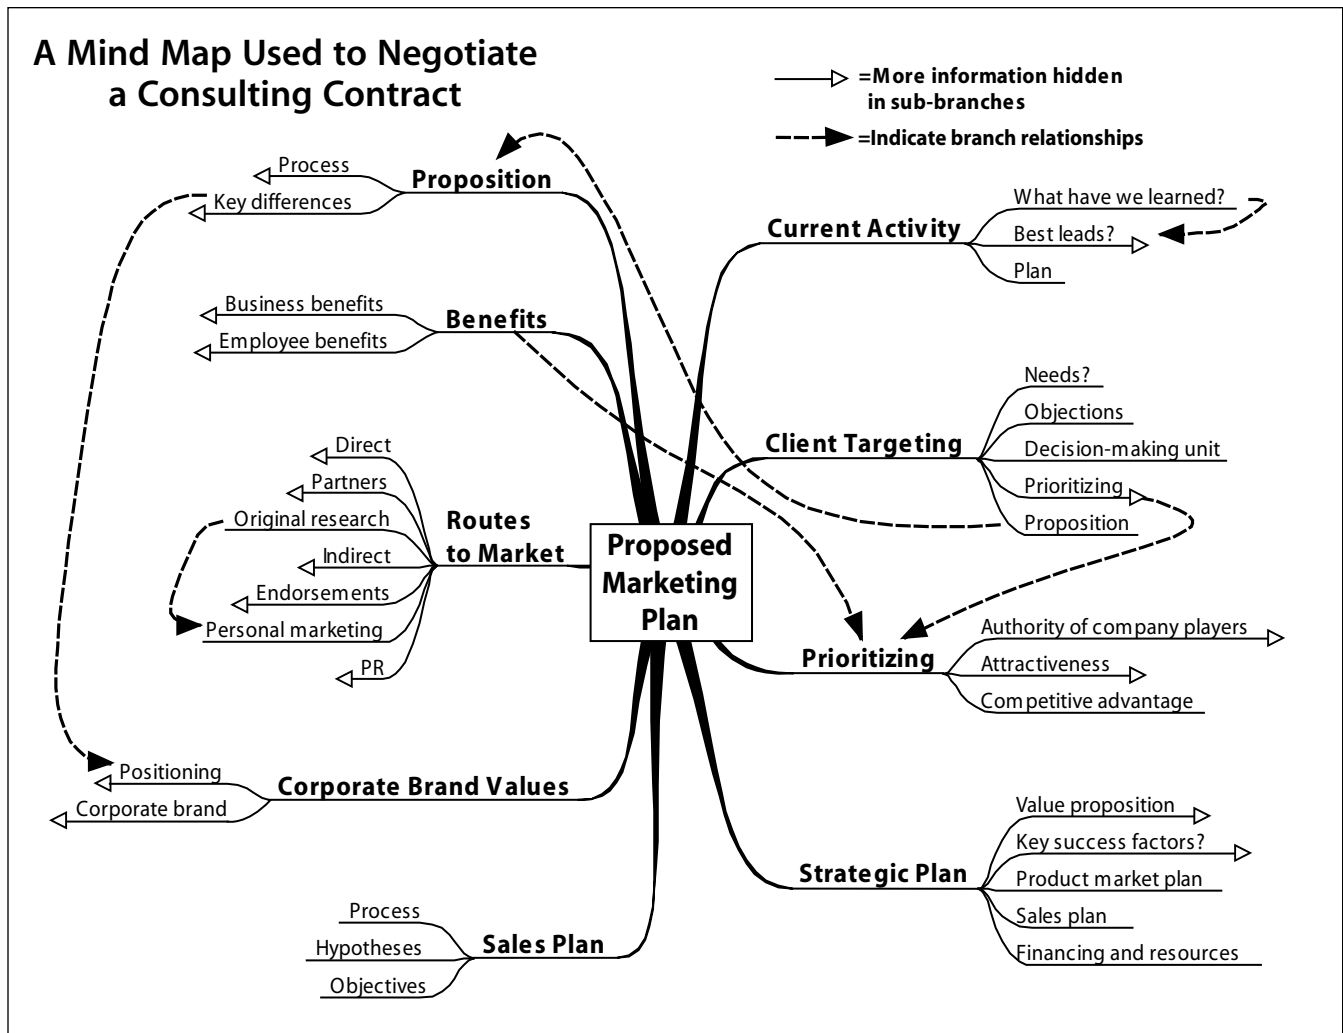 A Mind Map Used to Negotiate
a Consulting Contract
=More information hidden
in sub-branches
=Indicate branch relationships
Proposition
Process
Key differences
Benefits
Business benefits
Employee benefits
Routes
to Market
Direct
Partners
Original research
Indirect
Endorsements
Personal marketing
PR
Corporate Brand Values
Positioning
Corporate brand
Sales Plan
Process
Hypotheses
Objectives
Proposed
Marketing
Plan
Current Activity
What have we learned?
Best leads?
Plan
Client Targeting
Needs?
Objections
Decision-making unit
Prioritizing
Proposition
Prioritizing
Authority of company players
Attractiveness
Competitive advantage
Strategic Plan
Value proposition
Key success factors?
Product market plan
Sales plan
Financing and resources